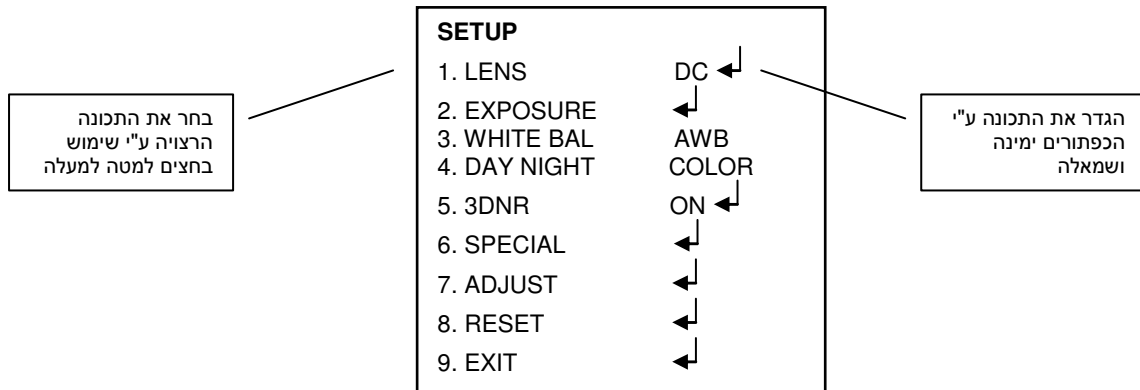 SETUP
1. LENS DC
2. EXPOSURE
3. WHITE BAL AWB
4. DAY NIGHT COLOR
5. 3DNR ON
6. SPECIAL
7. ADJUST
8. RESET
9. EXIT
בחר את התכונה
הרצויה ע"י שימוש
בחצים למטה למעלה
הגדר את התכונה ע"י
הכפתורים ימינה
ושמאלה